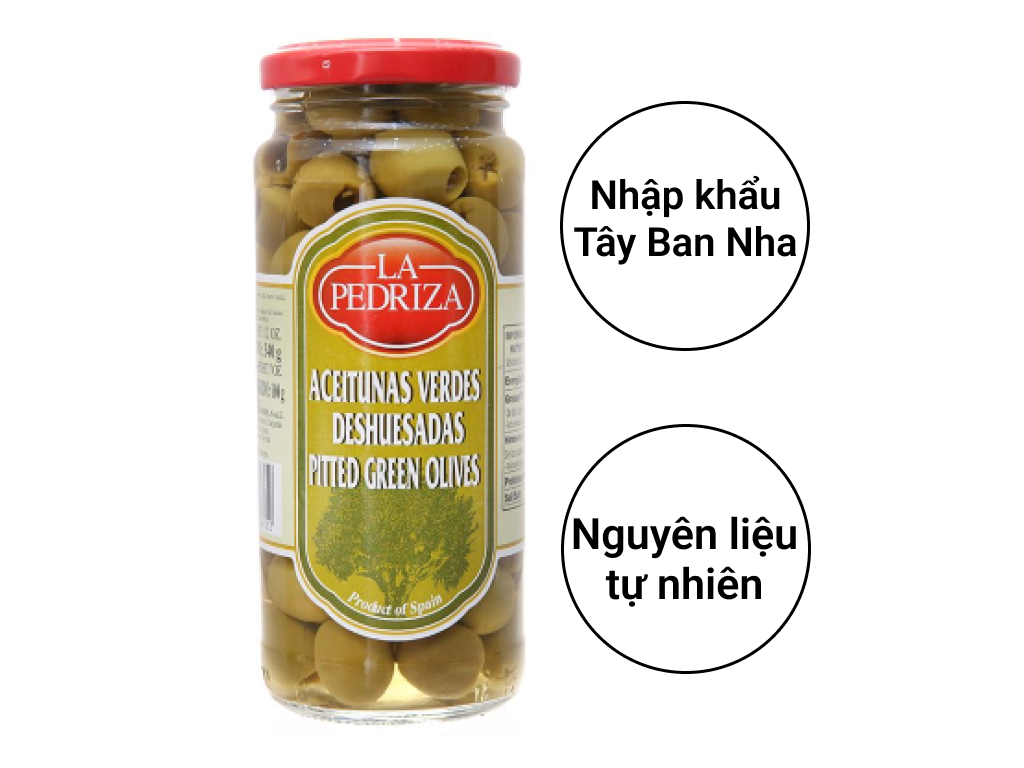 LA
PEDRIZA
ACEITUNAS VERDES
DESHUESADAS
PITTED GREEN OLIVES
Product of Spain
Nhập khẩu
Tây Ban Nha
Nguyên liệu
tự nhiên